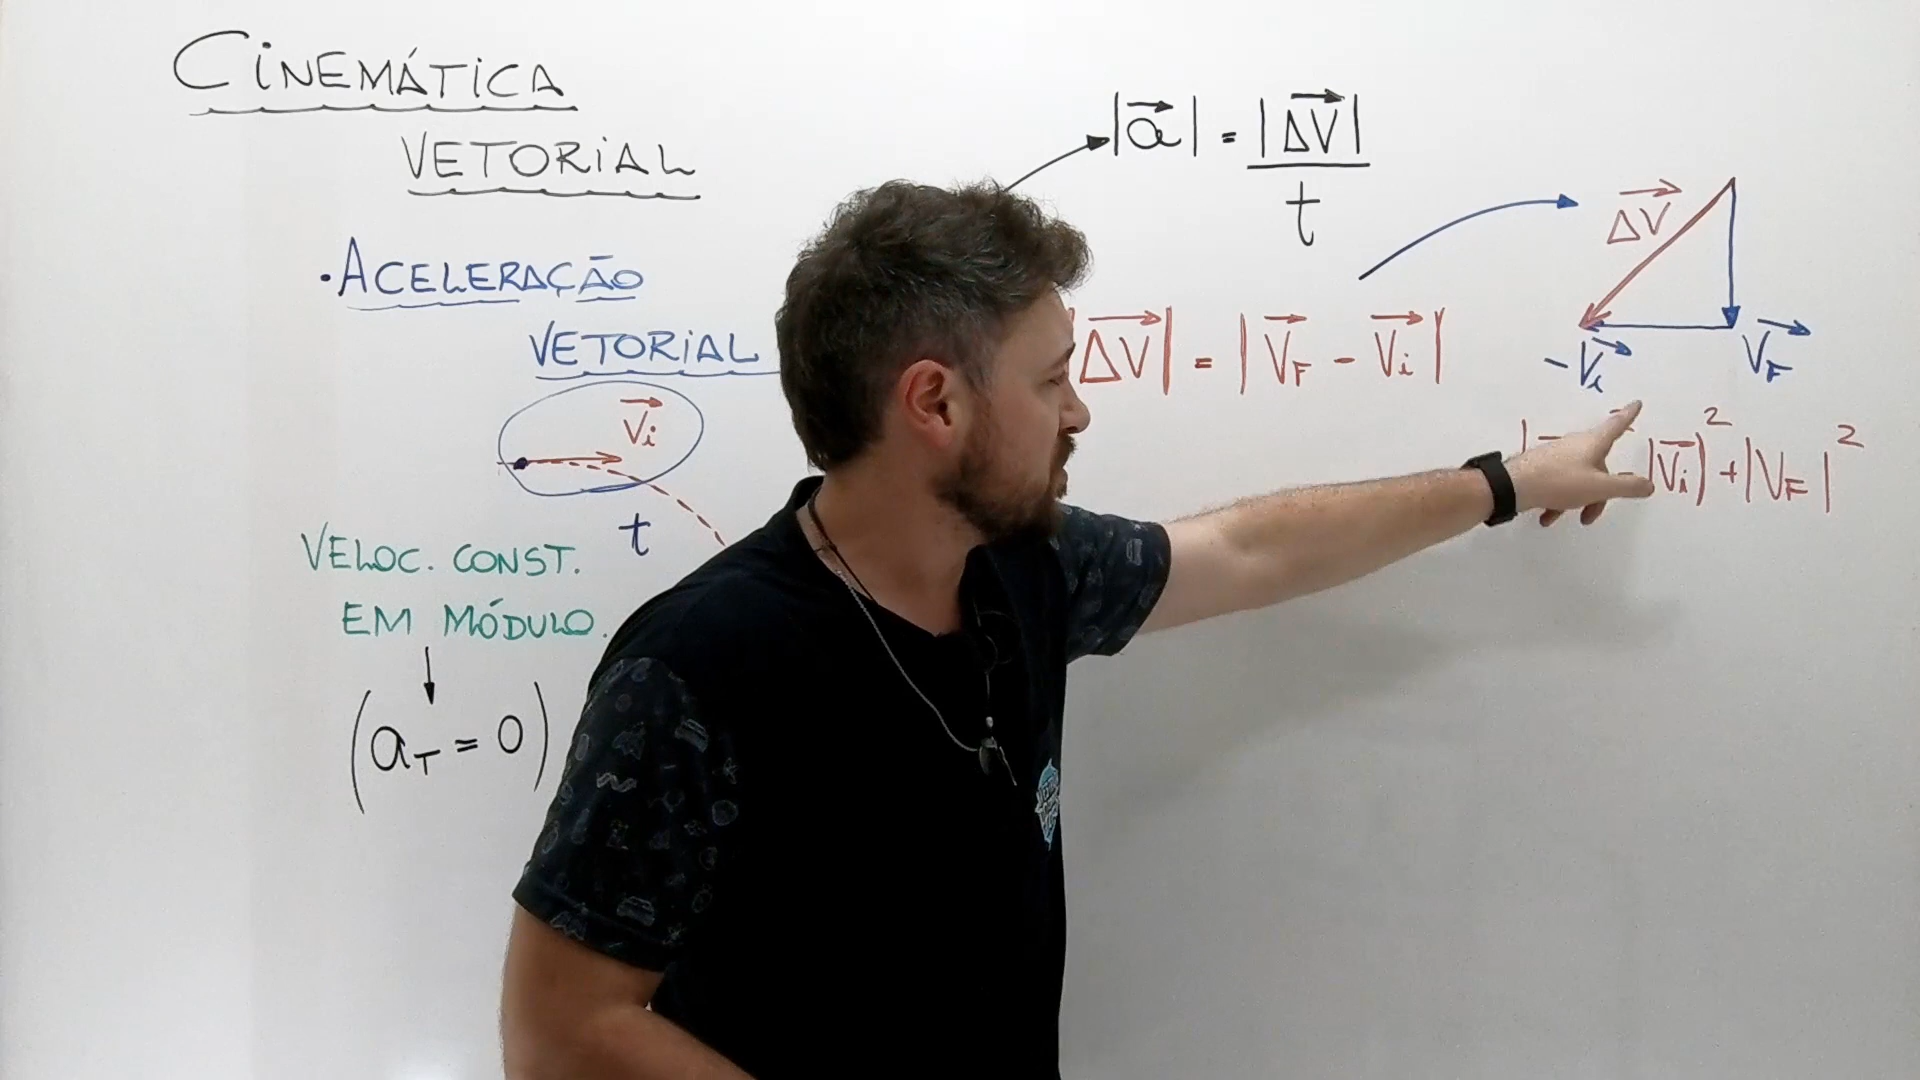 CINEMÁTICA
VETORIAL
• ACELERAÇÃO
VETORIAL
Vi
t
VELOC. CONST.
EM MÓDULO.
(aT = 0)
|a| = |ΔV|
t
|ΔV| = |VF - Vi|
ΔV
-Vi
VF
|Vi|² + |VF|²